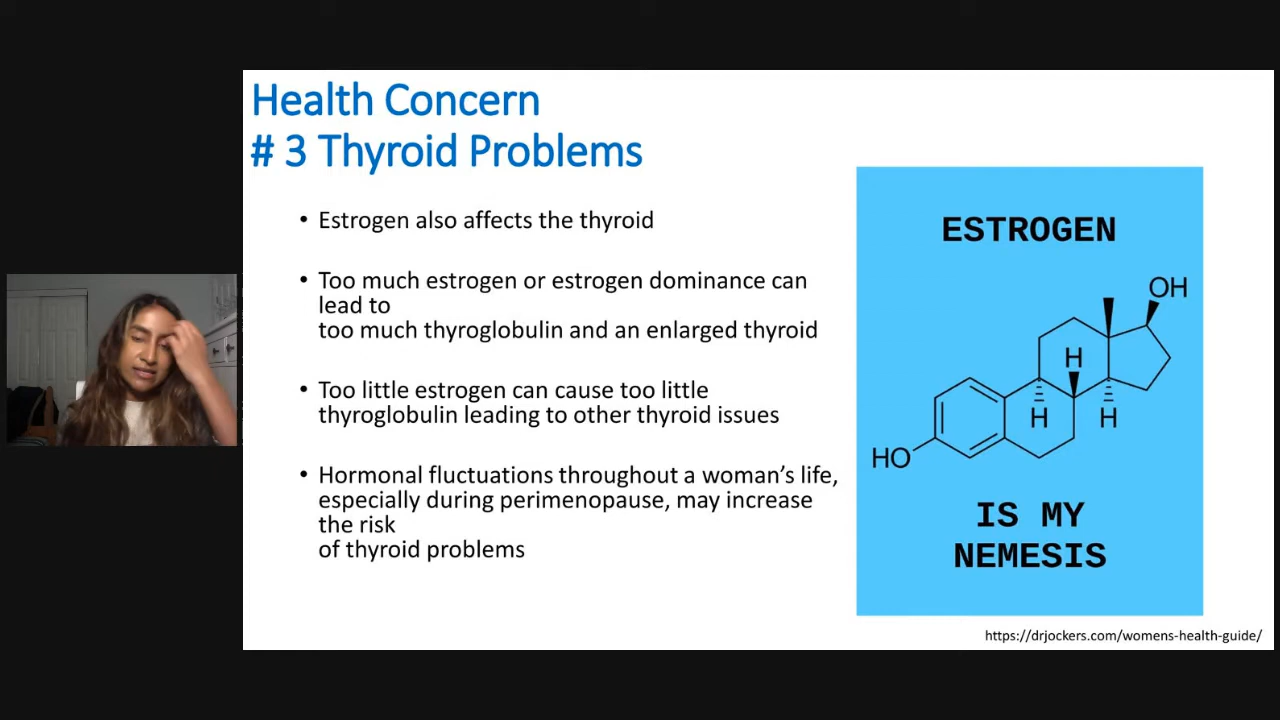 Health Concern
# 3 Thyroid Problems
• Estrogen also affects the thyroid
• Too much estrogen or estrogen dominance can
lead to
too much thyroglobulin and an enlarged thyroid
• Too little estrogen can cause too little
thyroglobulin leading to other thyroid issues
• Hormonal fluctuations throughout a woman’s life,
especially during perimenopause, may increase
the risk
of thyroid problems
ESTROGEN
OH
H
H
H
HO
IS MY
NEMESIS
https://drjockers.com/womens-health-guide/